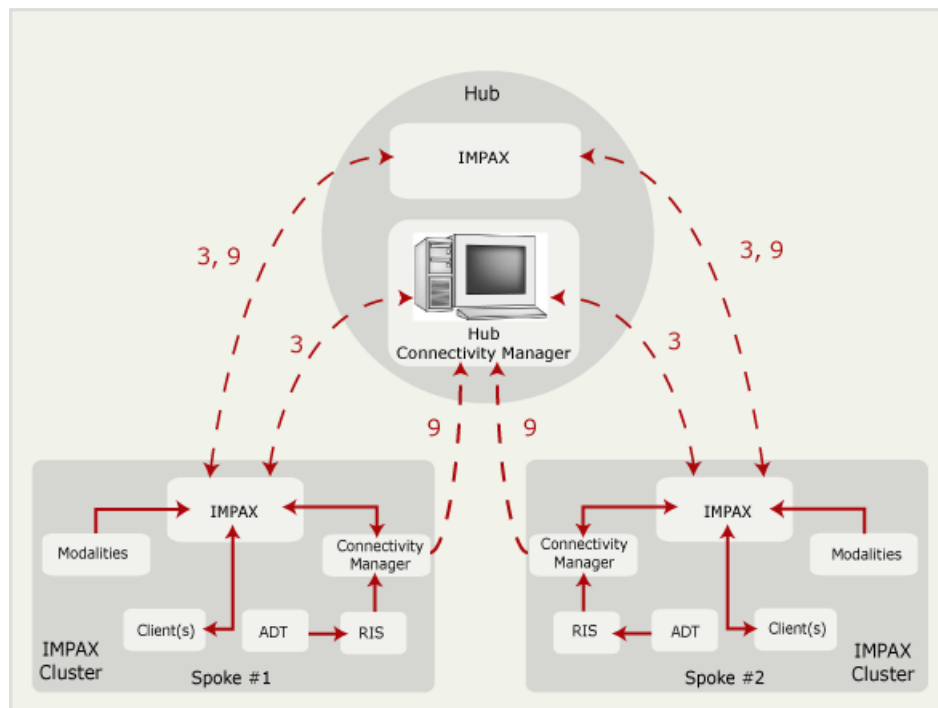 Hub
IMPAX
3, 9
3, 9
Hub
Connectivity Manager
3
3
9
9
IMPAX
Modalities
Connectivity
Manager
Client(s)
ADT
RIS
IMPAX
Cluster
Spoke #1
IMPAX
Connectivity
Manager
Modalities
RIS
ADT
Client(s)
IMPAX
Cluster
Spoke #2